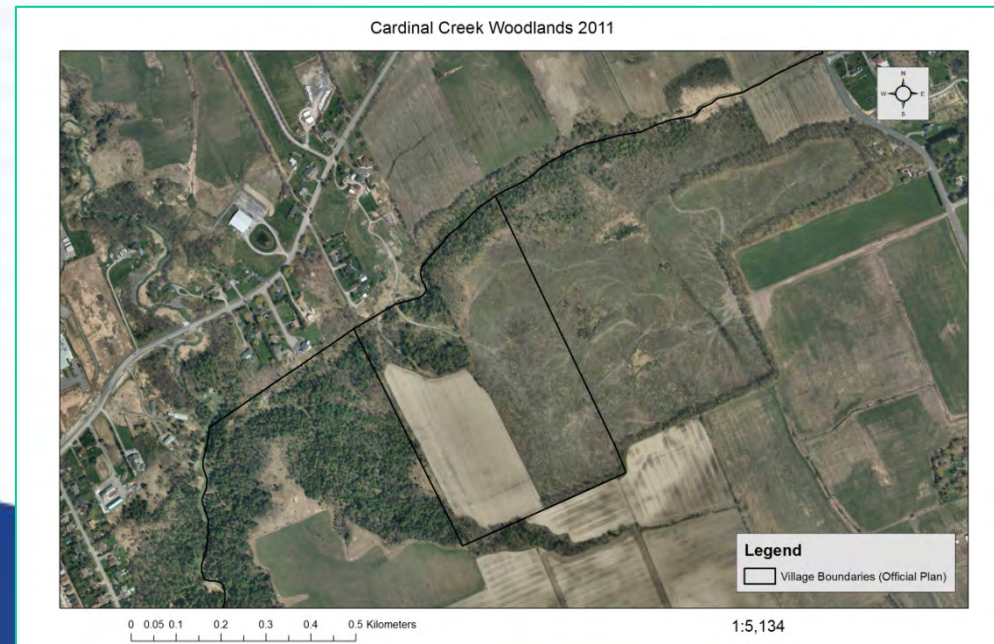 Cardinal Creek Woodlands 2011
N
W E
S
Legend
Village Boundaries (Official Plan)
0 0.05 0.1 0.2 0.3 0.4 0.5 Kilometers
1:5,134